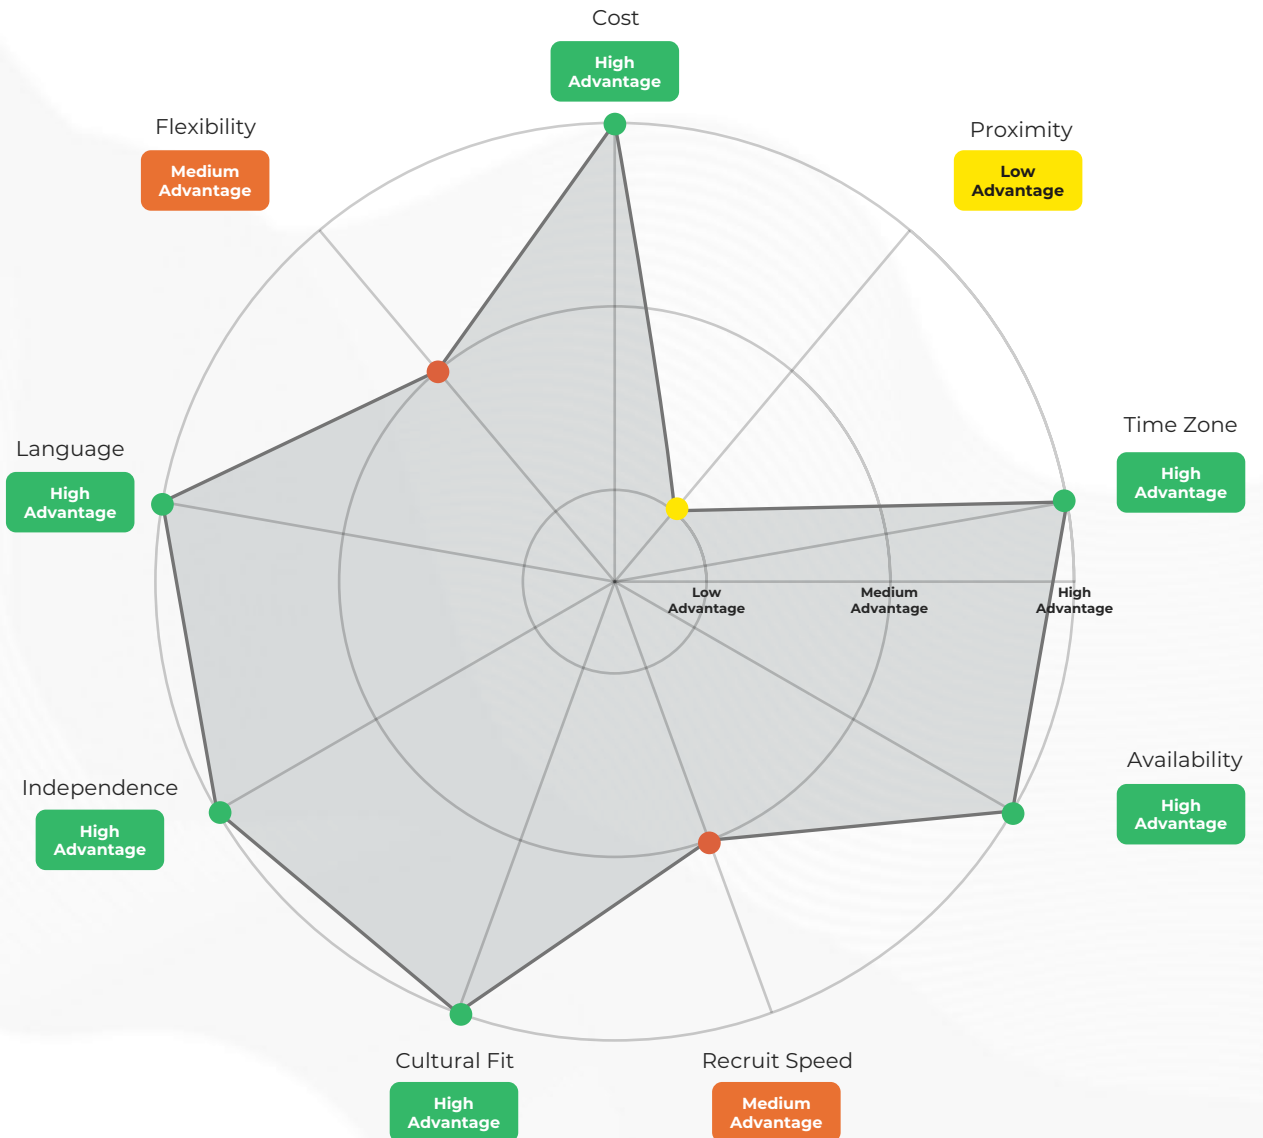 Cost
High
Advantage
Flexibility
Medium
Advantage
Proximity
Low
Advantage
Time Zone
High
Advantage
Language
High
Advantage
Low
Advantage
Medium
Advantage
High
Advantage
Availability
High
Advantage
Independence
High
Advantage
Cultural Fit
High
Advantage
Recruit Speed
Medium
Advantage